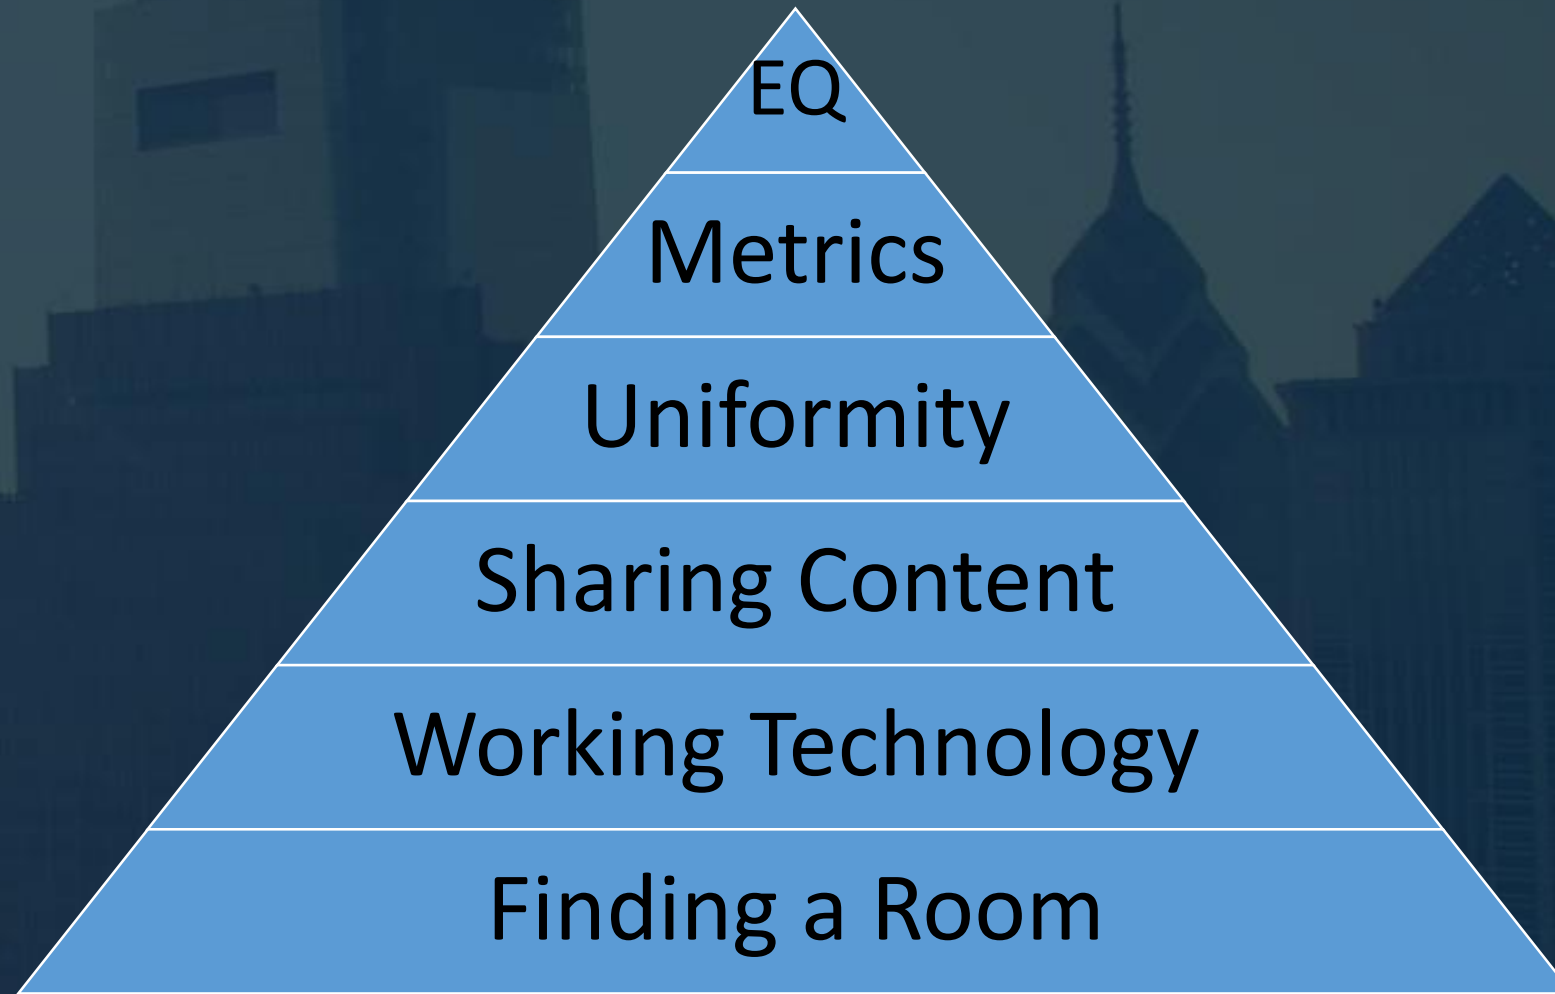 EQ
Metrics
Uniformity
Sharing Content
Working Technology
Finding a Room